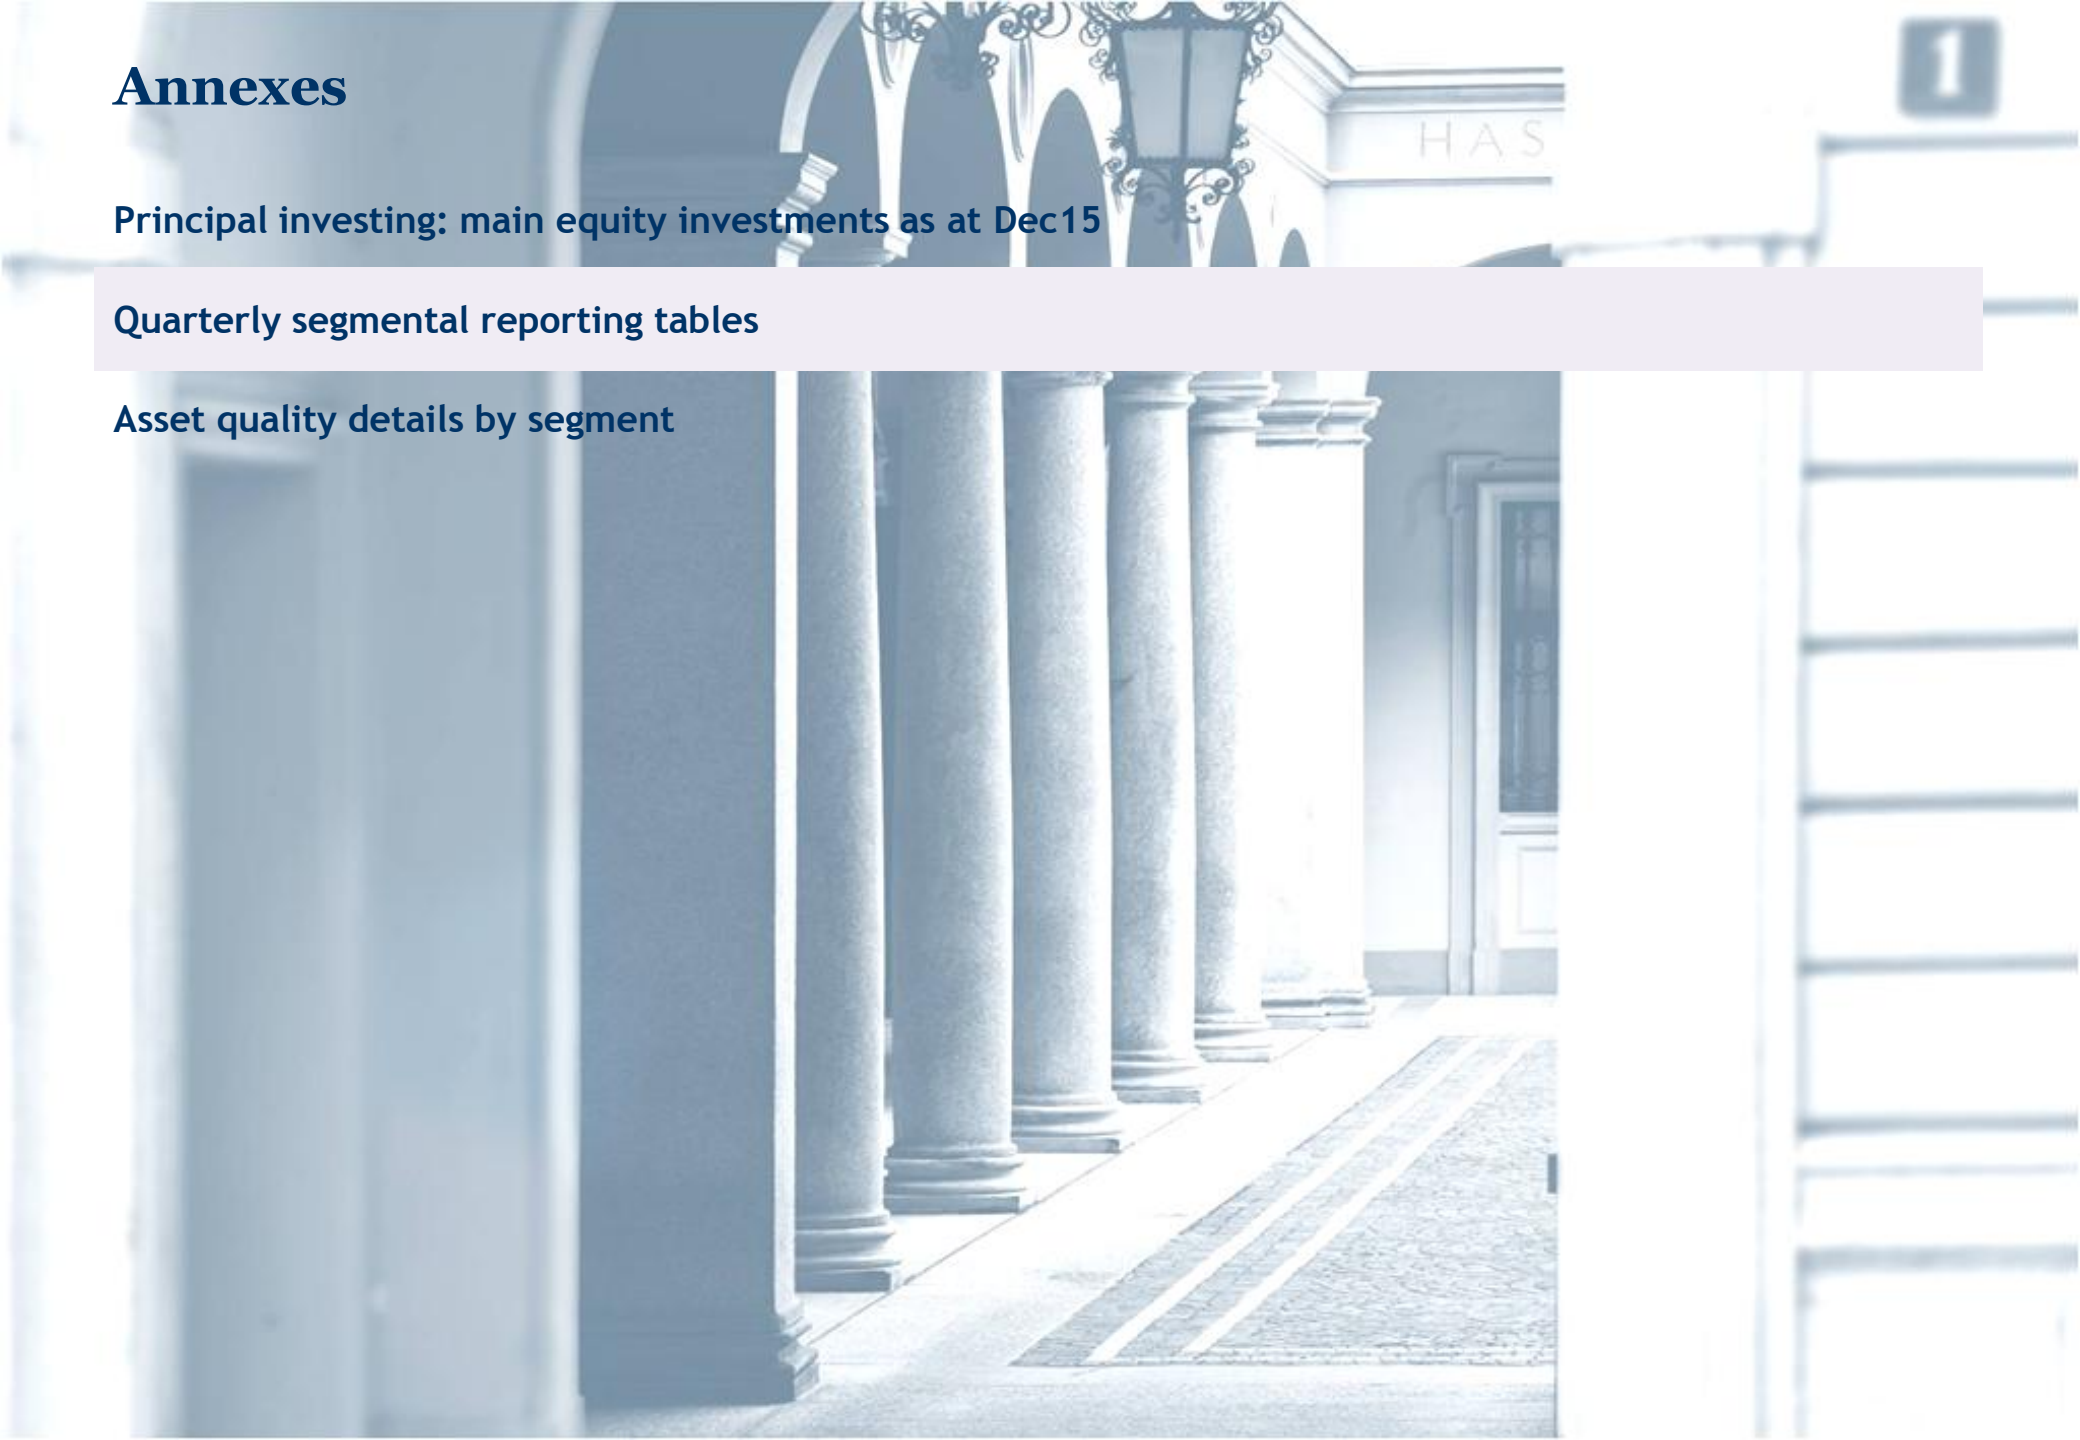 Annexes
1
HAS
Principal investing: main equity investments as at Dec15
Quarterly segmental reporting tables
Asset quality details by segment